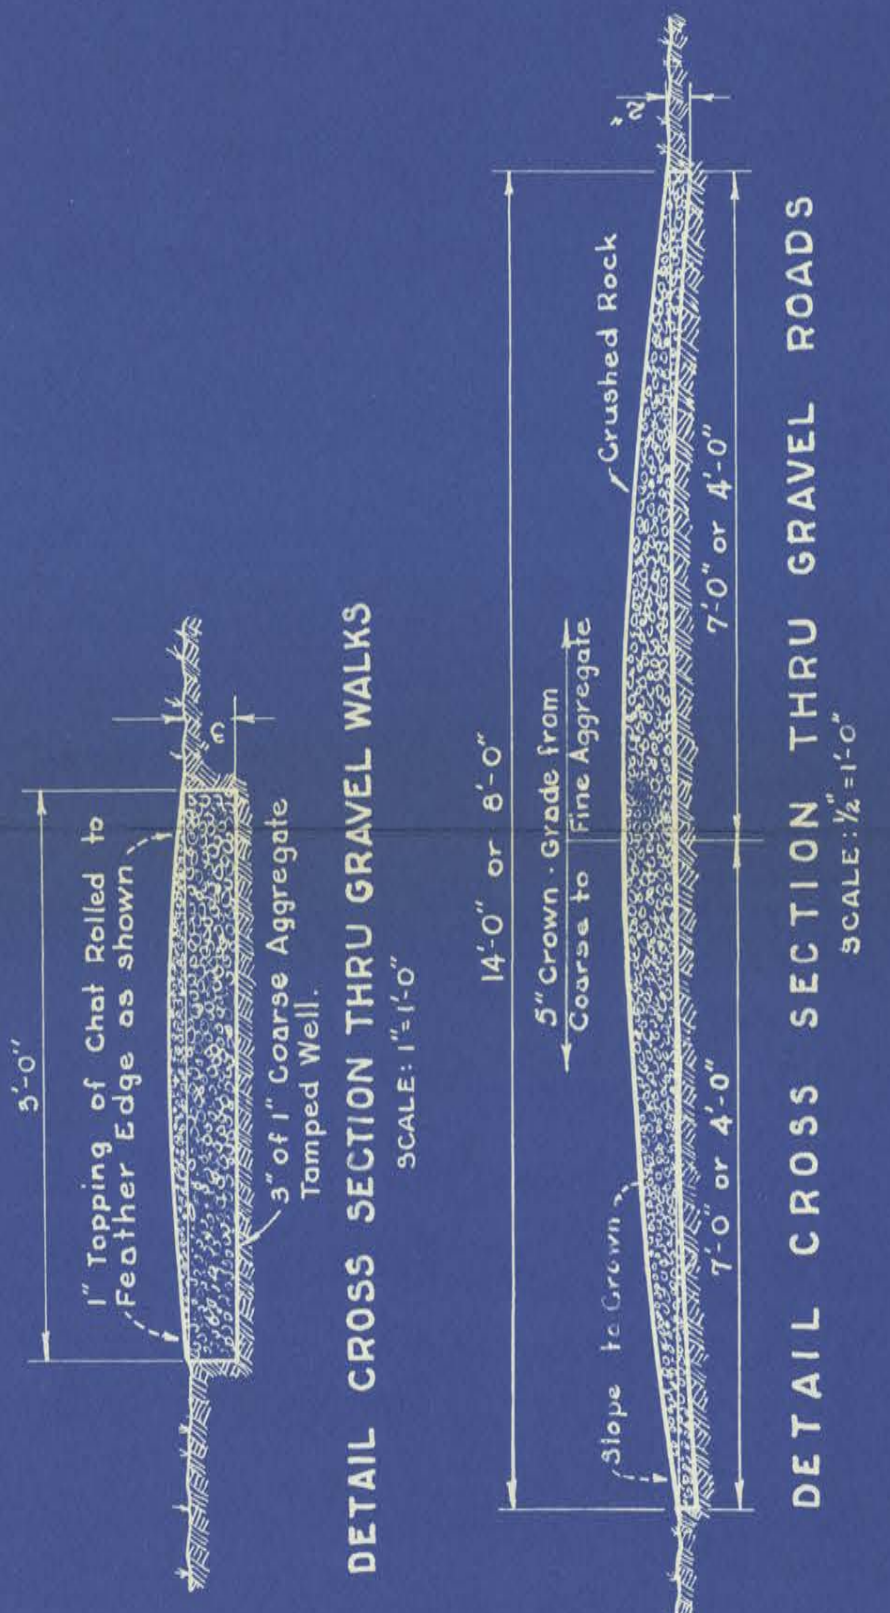 3'-0"
1" Topping of Chat Rolled to
Feather Edge as shown
3"
3" of 1" Coarse Aggregate
Tamped Well.
DETAIL CROSS SECTION THRU GRAVEL WALKS
SCALE: 1"=1'-0"
14'-0" or 8'-0"
5" Crown - Grade from
Coarse to Fine Aggregate
Slope to Crown
Crushed Rock
2"
7'-0" or 4'-0"
7'-0" or 4'-0"
DETAIL CROSS SECTION THRU GRAVEL ROADS
SCALE: ½"=1'-0"